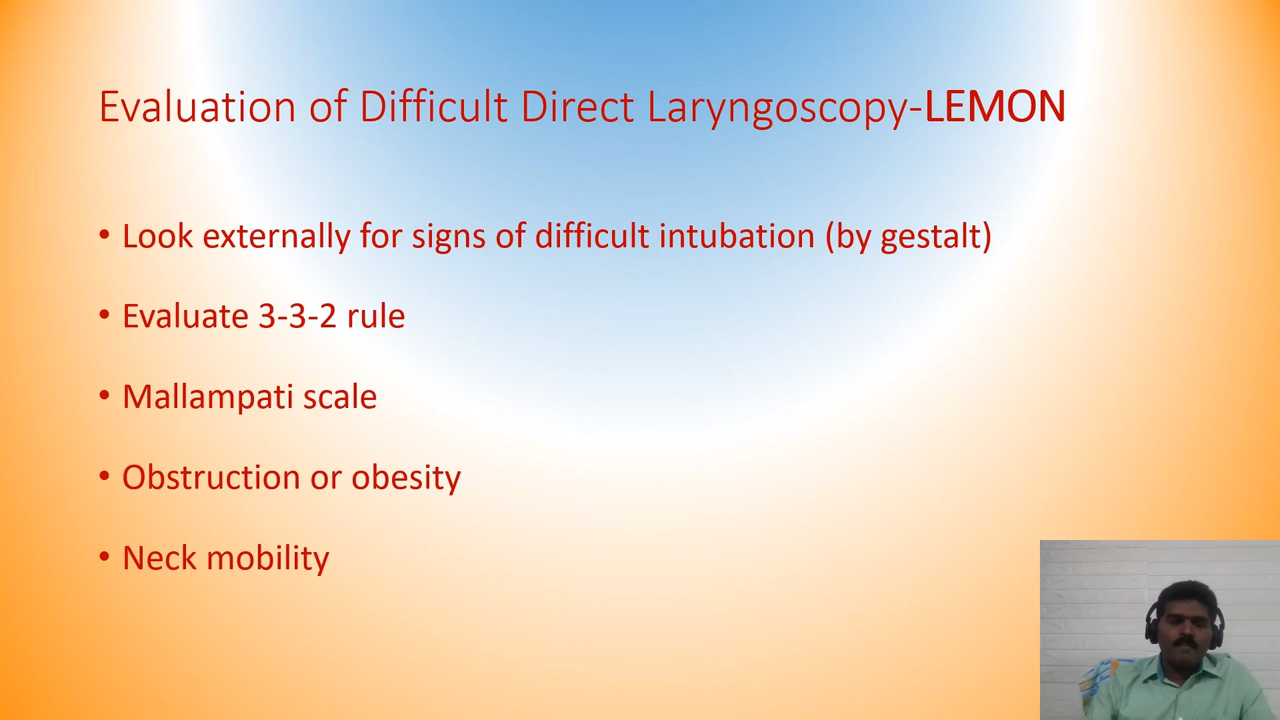 Evaluation of Difficult Direct Laryngoscopy-LEMON
• Look externally for signs of difficult intubation (by gestalt)
• Evaluate 3-3-2 rule
• Mallampati scale
• Obstruction or obesity
• Neck mobility